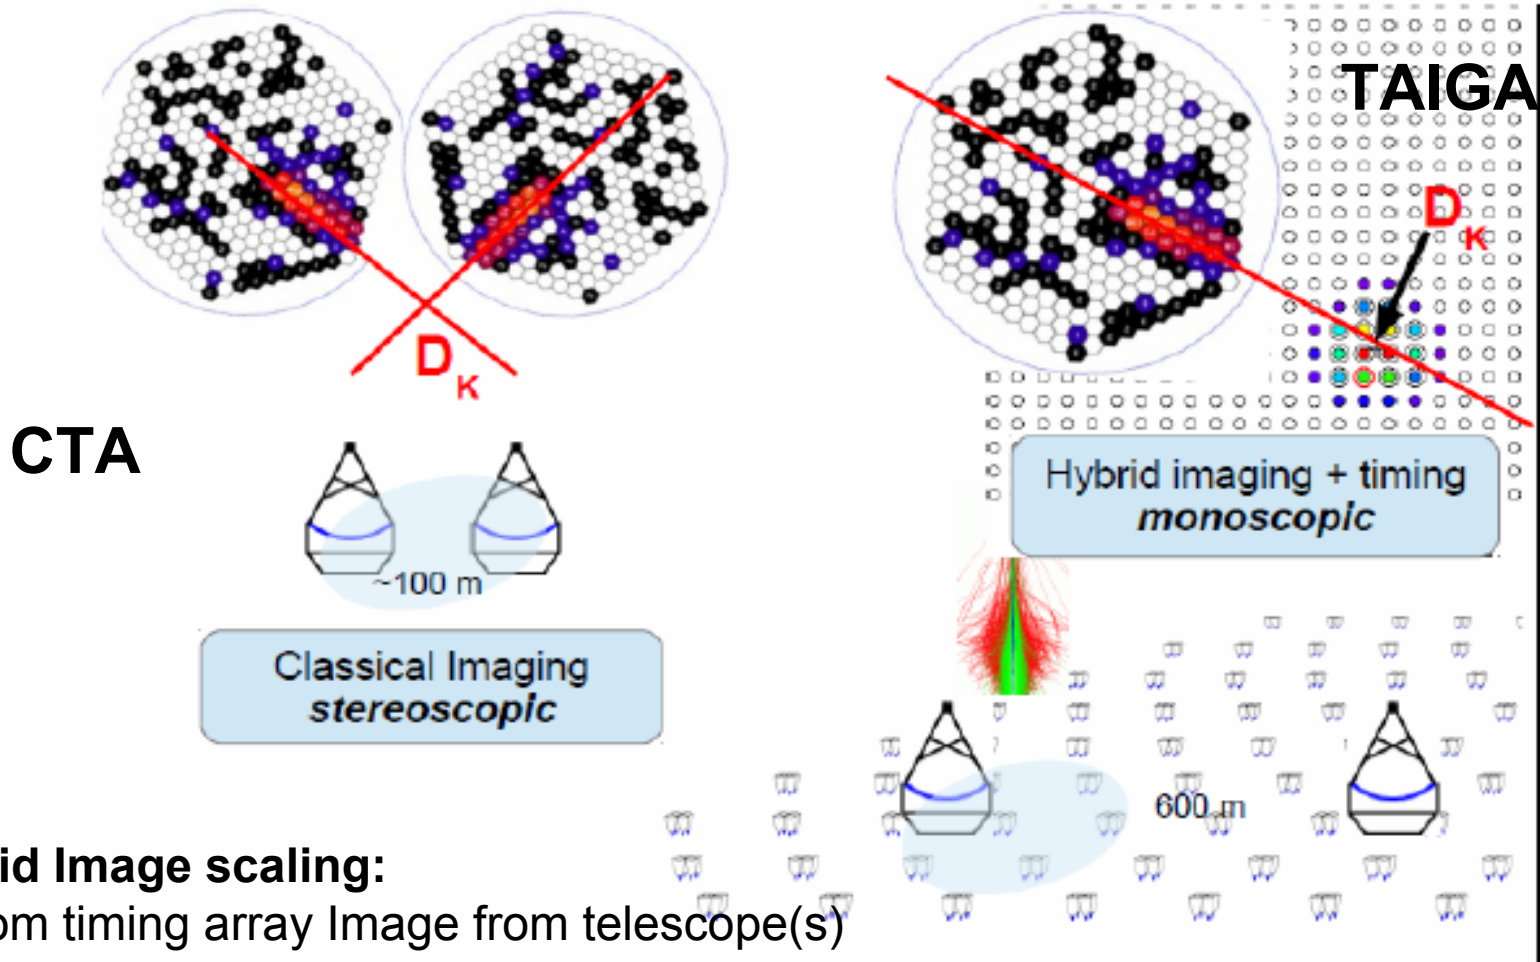 TAIGA
D
K
D
K
CTA
Hybrid imaging + timing
monoscopic
~100 m
Classical Imaging
stereoscopic
600 m
id Image scaling:
om timing array Image from telescope(s)